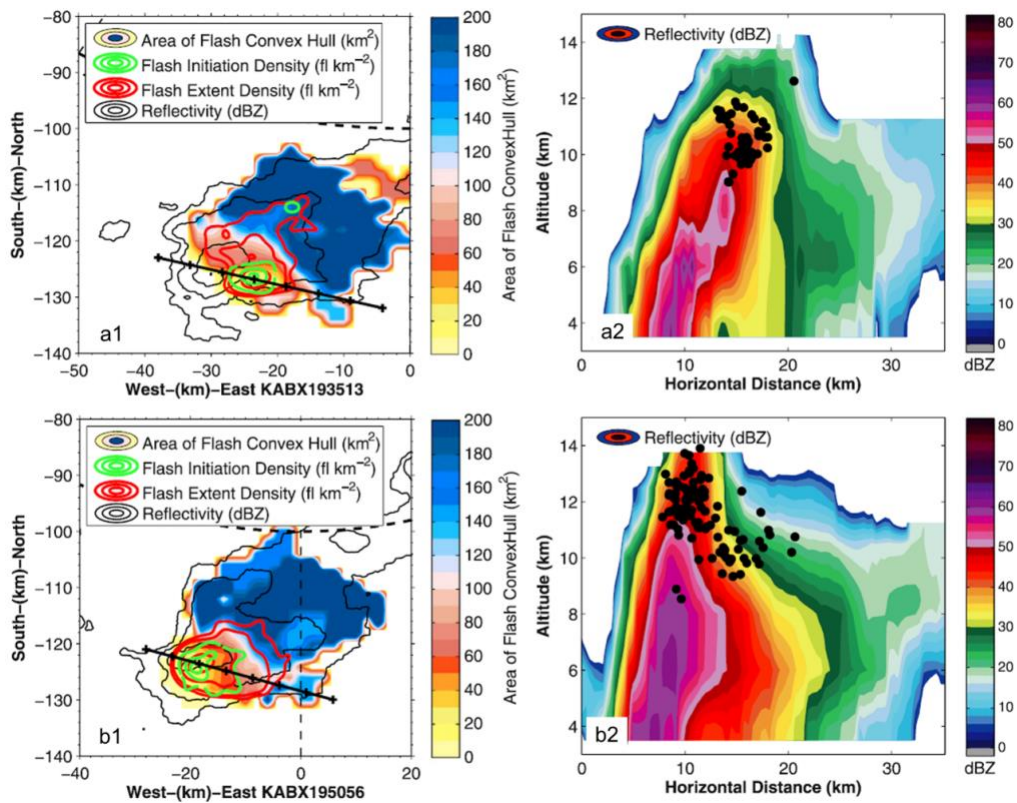 Area of Flash Convex Hull (km2)
Flash Initiation Density (fl km−2)
Flash Extent Density (fl km−2)
Reflectivity (dBZ)
−80
−90
−100
−110
−120
−130
−140
South−(km)−North
a1
−50 −40 −30 −20 −10 0
West−(km)−East KABX193513
200
180
160
140
120
100
80
60
40
20
0
Area of Flash ConvexHull (km2)
Reflectivity (dBZ)
14
12
10
8
6
4
Altitude (km)
a2
0 10 20 30
Horizontal Distance (km)
80
70
60
50
40
30
20
10
0
dBZ
Area of Flash Convex Hull (km2)
Flash Initiation Density (fl km−2)
Flash Extent Density (fl km−2)
Reflectivity (dBZ)
−80
−90
−100
−110
−120
−130
−140
South−(km)−North
b1
−40 −20 0 20
West−(km)−East KABX195056
200
180
160
140
120
100
80
60
40
20
0
Area of Flash ConvexHull (km2)
Reflectivity (dBZ)
14
12
10
8
6
4
Altitude (km)
b2
0 10 20 30
Horizontal Distance (km)
80
70
60
50
40
30
20
10
0
dBZ